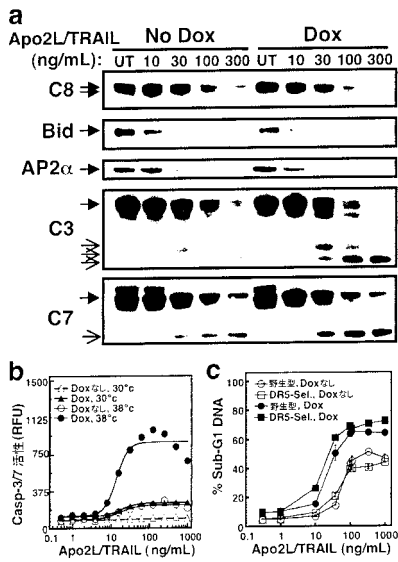 a
No Dox Dox
Apo2L/TRAIL
(ng/mL): UT 10 30 100 300 UT 10 30 100 300
C8
Bid
AP2α
C3
C7
b
Casp-3/7 活性(RFU)
1500
1125
750
375
0
Doxなし, 30°c
Dox, 30°c
Doxなし, 38°c
Dox, 38°c
0.1 1 10 100 1000
Apo2L/TRAIL (ng/mL)
c
% Sub-G1 DNA
100
80
60
40
20
0
野生型, Doxなし
DR5-Sel., Doxなし
野生型, Dox
DR5-Sel., Dox
0.1 1 10 100 1000
Apo2L/TRAIL (ng/mL)